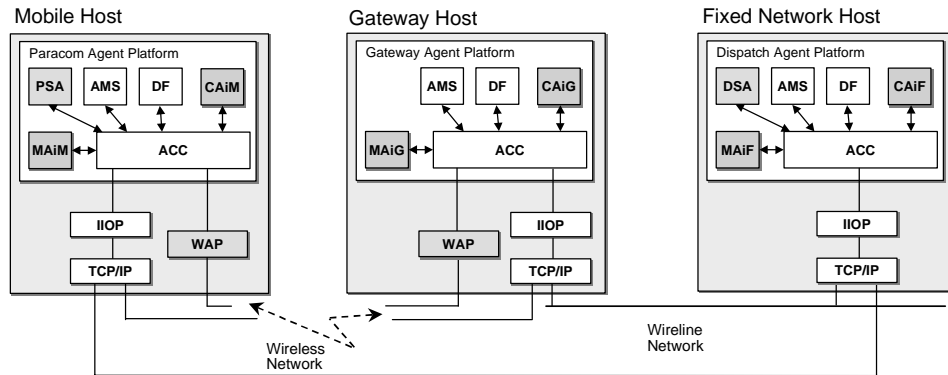 Mobile Host
Gateway Host
Fixed Network Host
Paracom Agent Platform
Gateway Agent Platform
Dispatch Agent Platform
PSA
AMS
DF
CAiM
AMS
DF
CAiG
DSA
AMS
DF
CAiF
MAiM
ACC
MAiG
ACC
MAiF
ACC
IIOP
WAP
WAP
IIOP
IIOP
TCP/IP
TCP/IP
TCP/IP
Wireless
Network
Wireline
Network